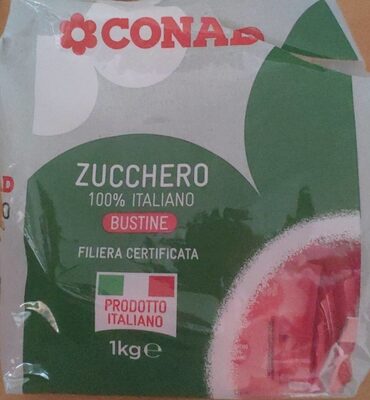 CONAD
ZUCCHERO
100% ITALIANO
BUSTINE
FILIERA CERTIFICATA
PRODOTTO
ITALIANO
1kg e